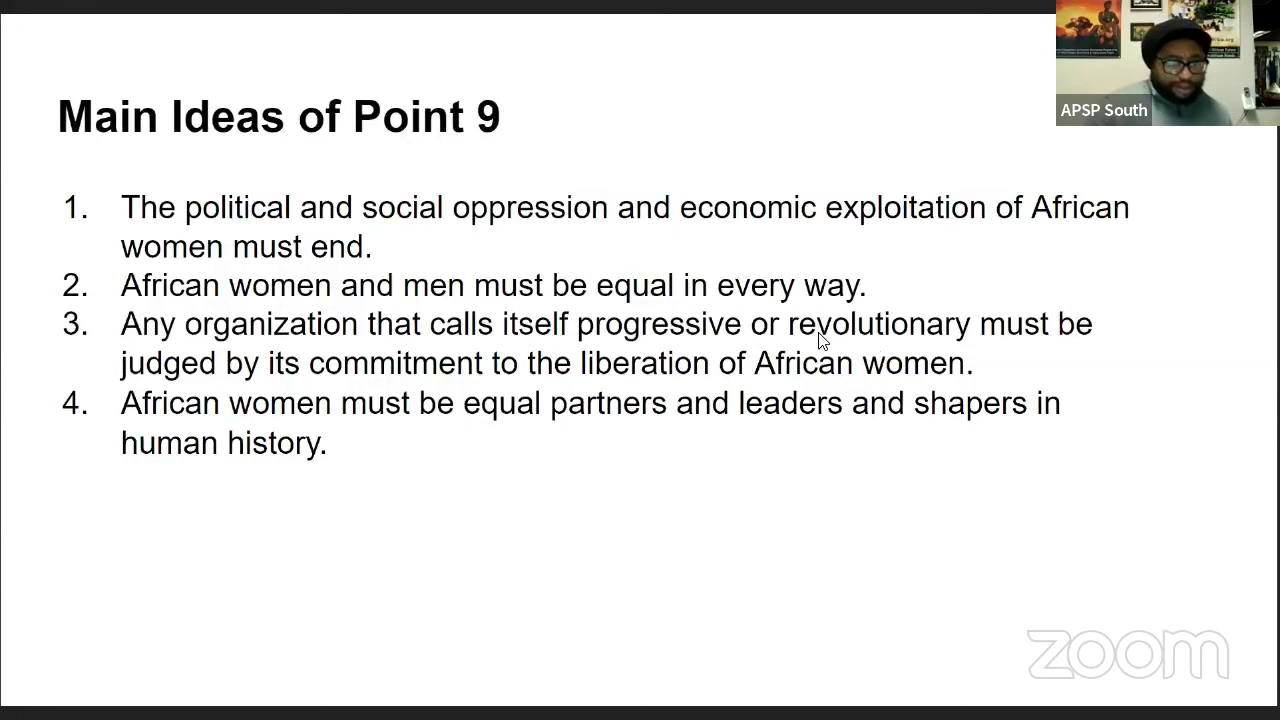 Main Ideas of Point 9
1. The political and social oppression and economic exploitation of African
women must end.
2. African women and men must be equal in every way.
3. Any organization that calls itself progressive or revolutionary must be
judged by its commitment to the liberation of African women.
4. African women must be equal partners and leaders and shapers in
human history.
APSP South
zoom